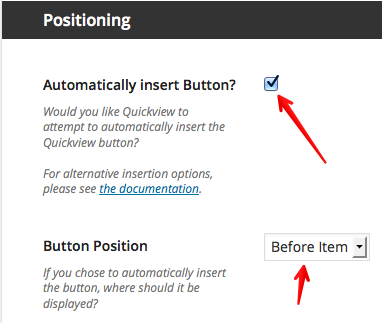 Positioning
Automatically insert Button?
Would you like Quickview to
attempt to automatically insert the
Quickview button?
For alternative insertion options,
please see the documentation.
Button Position
Before Item
If you chose to automatically insert
the button, where should it be
displayed?